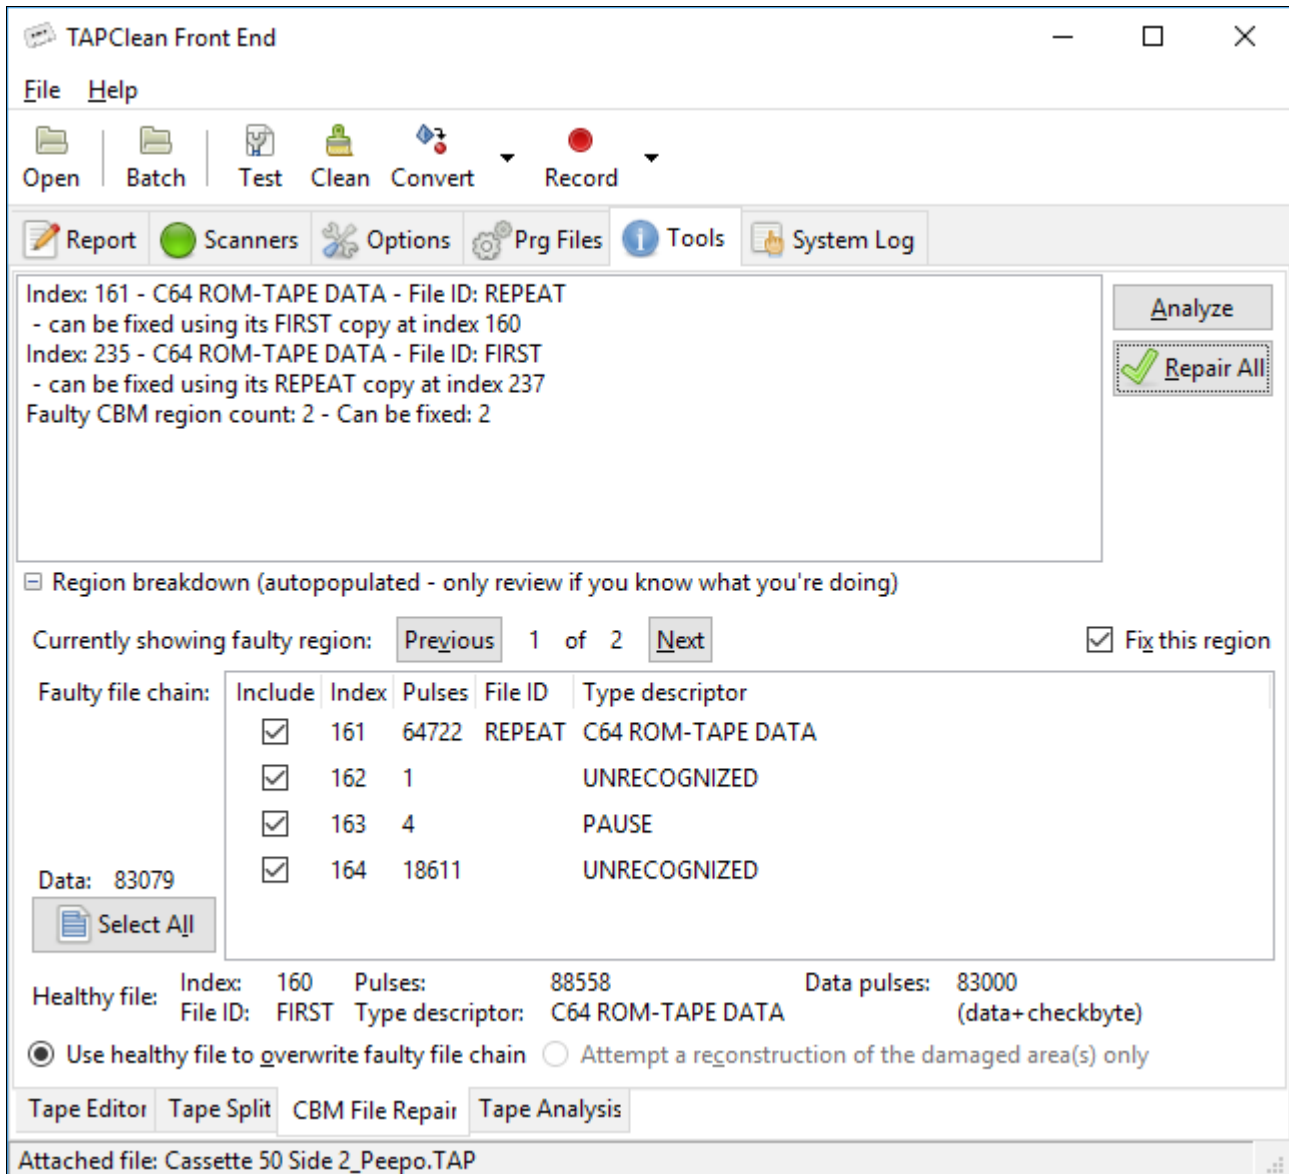 TAPClean Front End
File Help
Open Batch Test Clean Convert Record
Report Scanners Options Prg Files Tools System Log
Index: 161 - C64 ROM-TAPE DATA - File ID: REPEAT
- can be fixed using its FIRST copy at index 160
Index: 235 - C64 ROM-TAPE DATA - File ID: FIRST
- can be fixed using its REPEAT copy at index 237
Faulty CBM region count: 2 - Can be fixed: 2
Analyze
Repair All
Region breakdown (autopopulated - only review if you know what you're doing)
Currently showing faulty region: Previous 1 of 2 Next Fix this region
Faulty file chain: Include Index Pulses File ID Type descriptor
161 64722 REPEAT C64 ROM-TAPE DATA
162 1 UNRECOGNIZED
163 4 PAUSE
164 18611 UNRECOGNIZED
Data: 83079
Select All
Healthy file: Index: 160 Pulses: 88558 Data pulses: 83000
File ID: FIRST Type descriptor: C64 ROM-TAPE DATA (data+checkbyte)
Use healthy file to overwrite faulty file chain Attempt a reconstruction of the damaged area(s) only
Tape Editor Tape Split CBM File Repair Tape Analysis
Attached file: Cassette 50 Side 2_Peepo.TAP